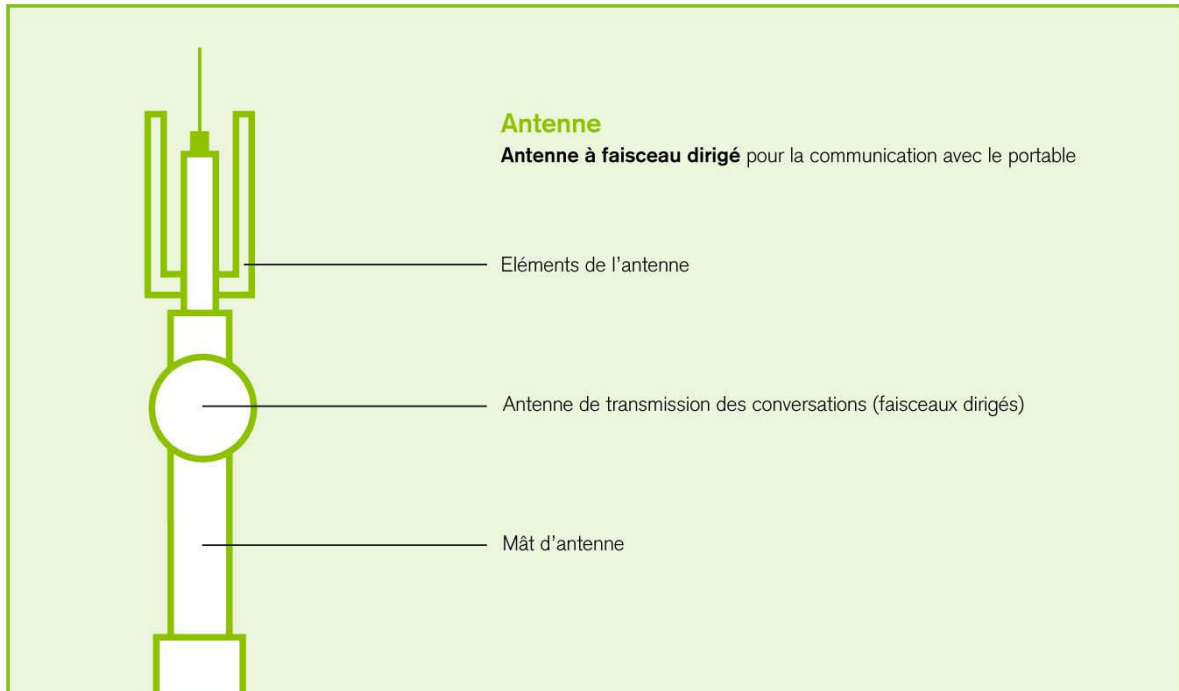 Antenne
Antenne à faisceau dirigé pour la communication avec le portable
Eléments de l'antenne
Antenne de transmission des conversations (faisceaux dirigés)
Mât d'antenne